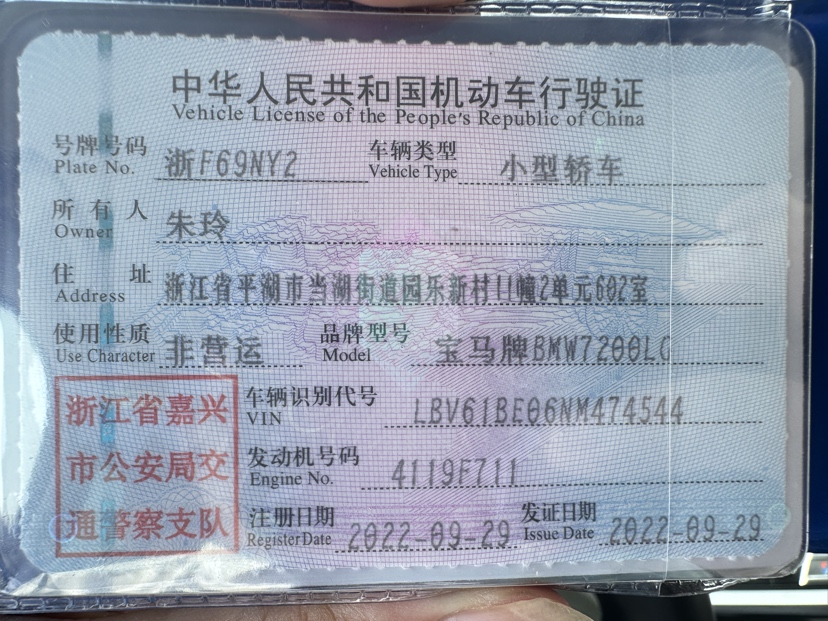 中华人民共和国机动车行驶证
Vehicle License of the People's Republic of China
号牌号码 浙F69NY2 车辆类型 小型轿车
Plate No. Vehicle Type
所有人 朱玲
Owner
住址 浙江省平湖市当湖街道园乐新村11幢2单元602室
Address
使用性质 非营运 品牌型号 宝马牌BMW7200LG
Use Character Model
浙江省嘉兴
市公安局交
通警察支队
车辆识别代号 LBV61BE06NM474544
VIN
发动机号码 4119F711
Engine No.
注册日期 2022-09-29 发证日期 2022-09-29
Register Date Issue Date